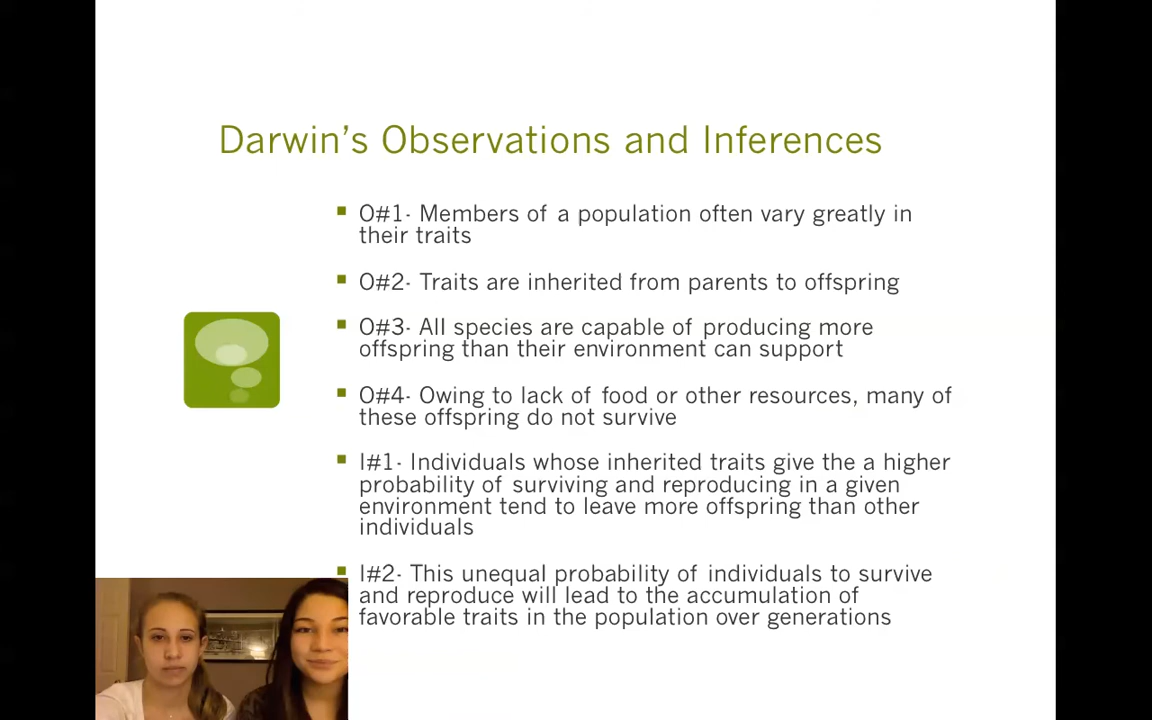 Darwin's Observations and Inferences
O#1- Members of a population often vary greatly in
their traits
O#2- Traits are inherited from parents to offspring
O#3- All species are capable of producing more
offspring than their environment can support
O#4- Owing to lack of food or other resources, many of
these offspring do not survive
I#1- Individuals whose inherited traits give the a higher
probability of surviving and reproducing in a given
environment tend to leave more offspring than other
individuals
I#2- This unequal probability of individuals to survive
and reproduce will lead to the accumulation of
favorable traits in the population over generations